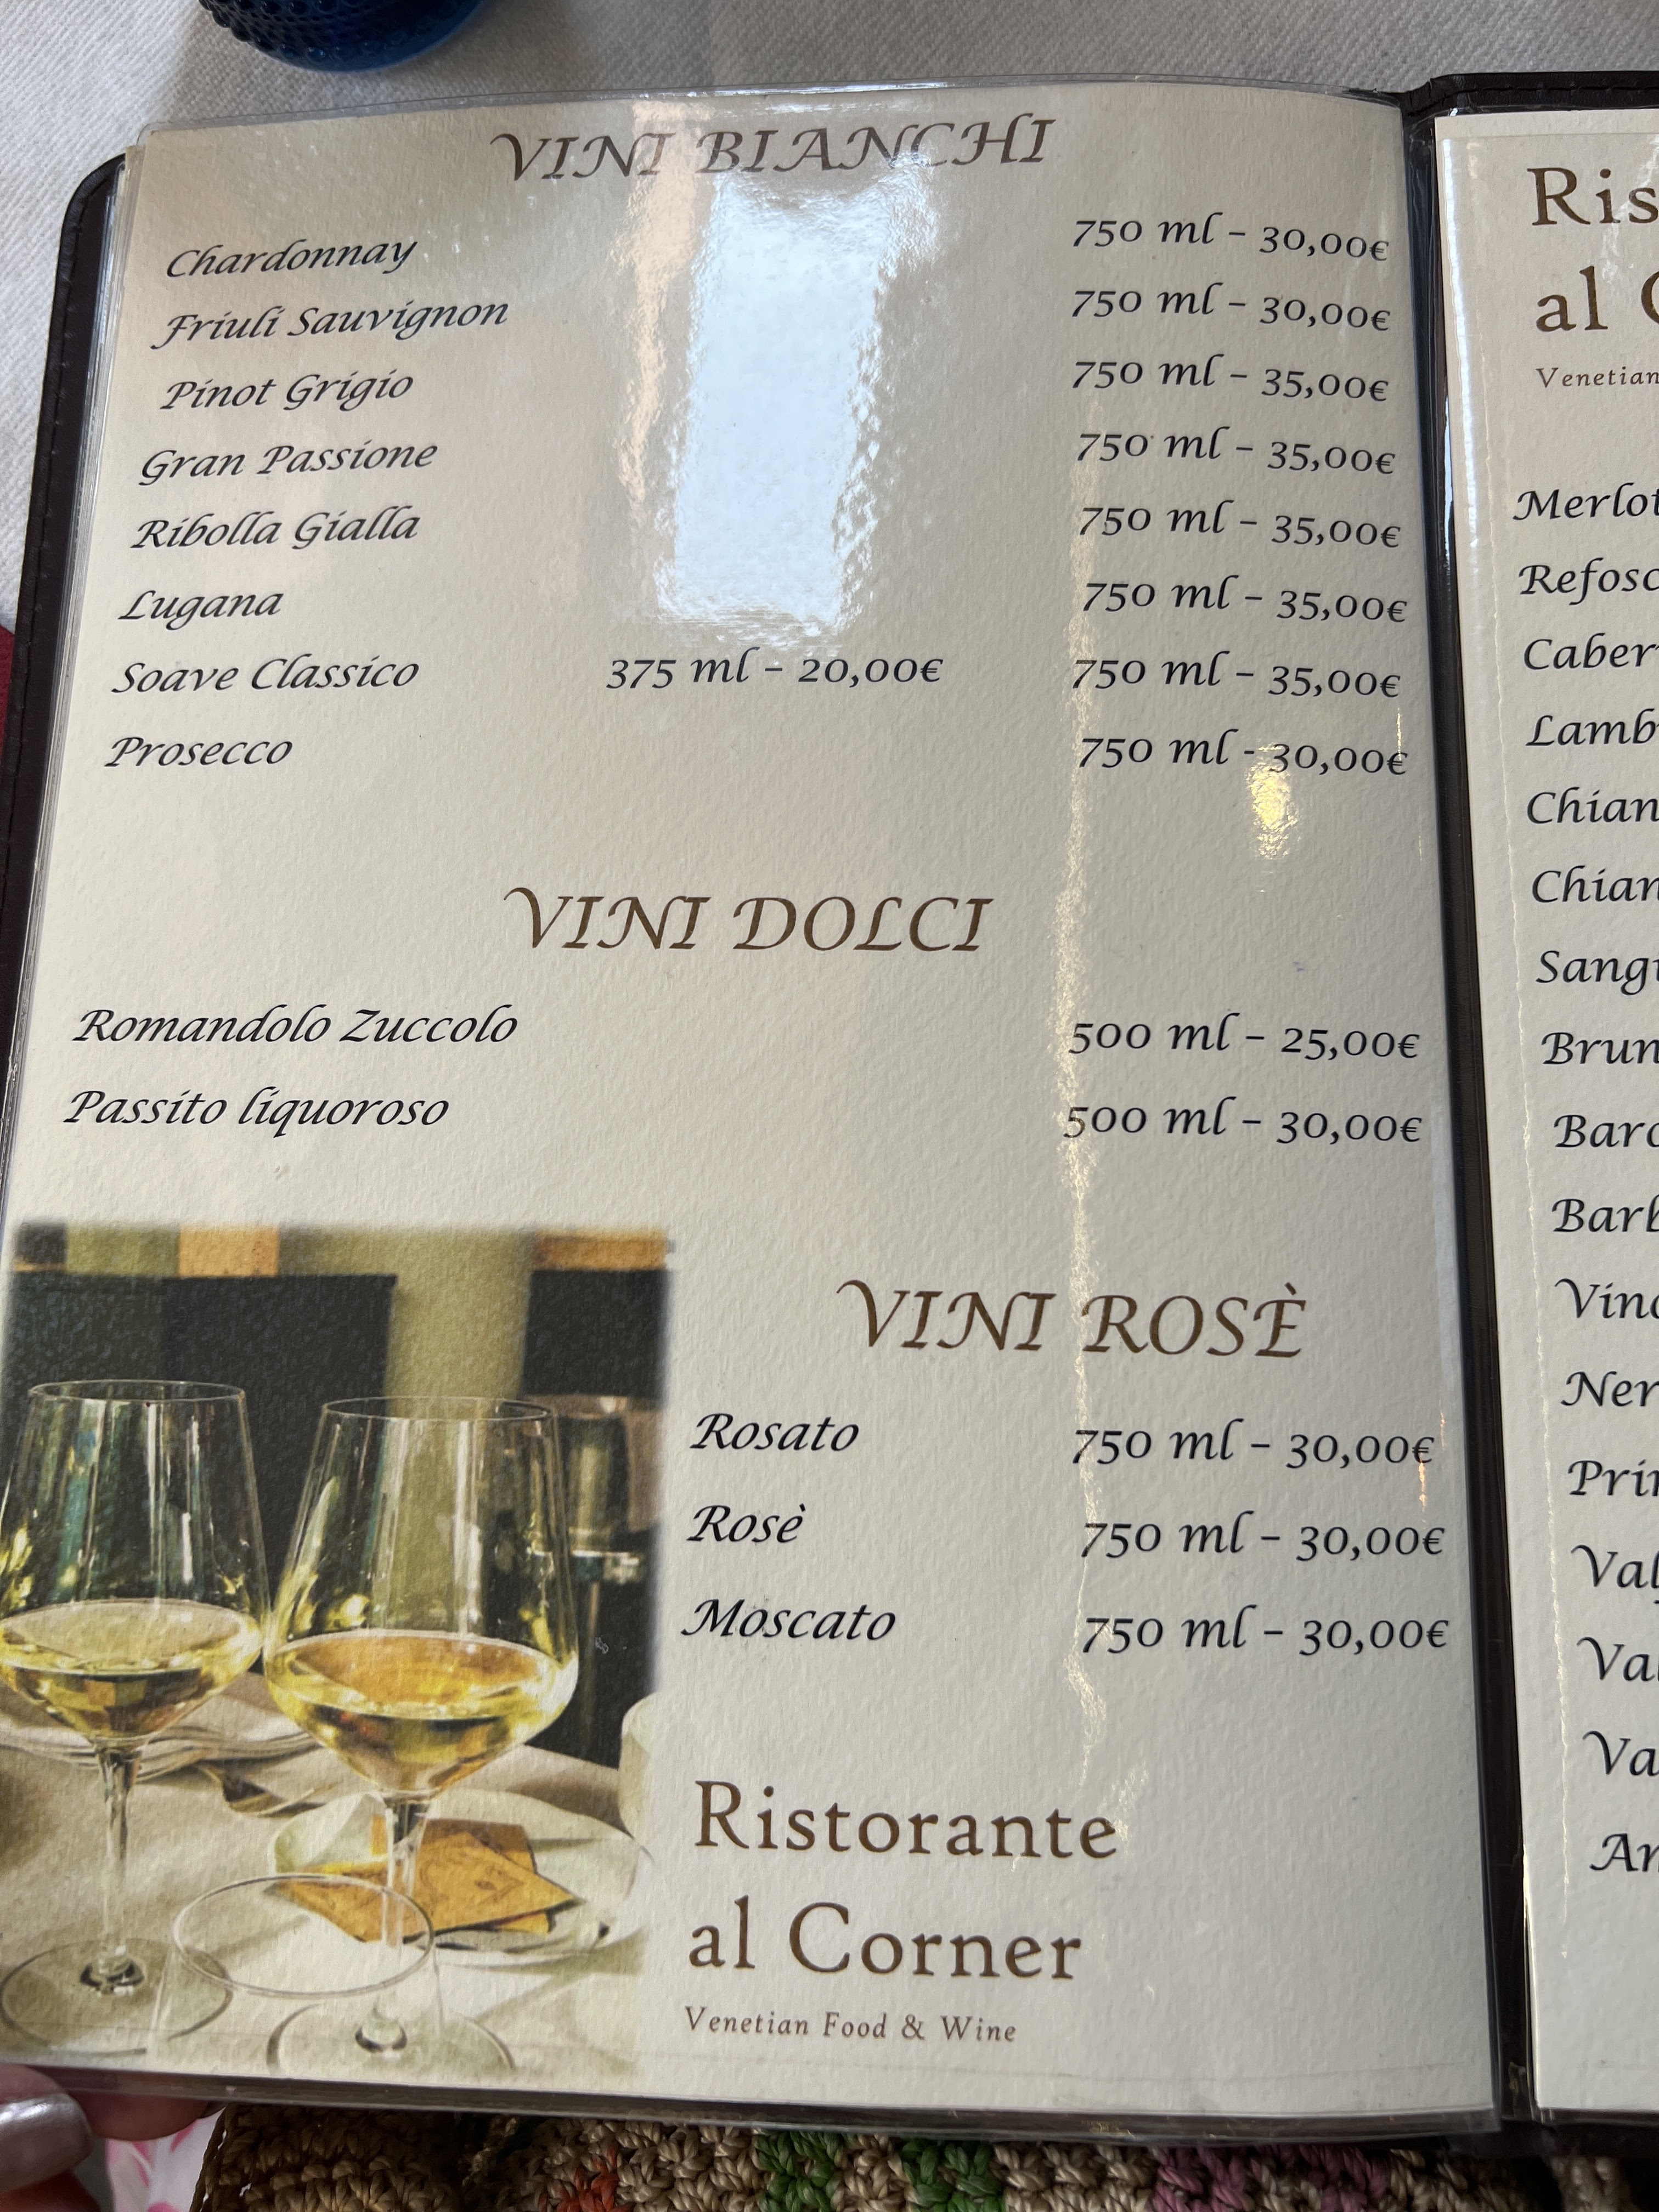 VINI BIANCHI
Chardonnay 750 ml - 30,00€
Friuli Sauvignon 750 ml - 30,00€
Pinot Grigio 750 ml - 35,00€
Gran Passione 750 ml - 35,00€
Ribolla Gialla 750 ml - 35,00€
Lugana 750 ml - 35,00€
Soave Classico 375 ml - 20,00€ 750 ml - 35,00€
Prosecco 750 ml - 30,00€
VINI DOLCI
Romandolo Zuccolo 500 ml - 25,00€
Passito liquoroso 500 ml - 30,00€
VINI ROSÈ
Rosato 750 ml - 30,00€
Rosè 750 ml - 30,00€
Moscato 750 ml - 30,00€
Ristorante
al Corner
Venetian Food & Wine
al
Venetian
Merlot